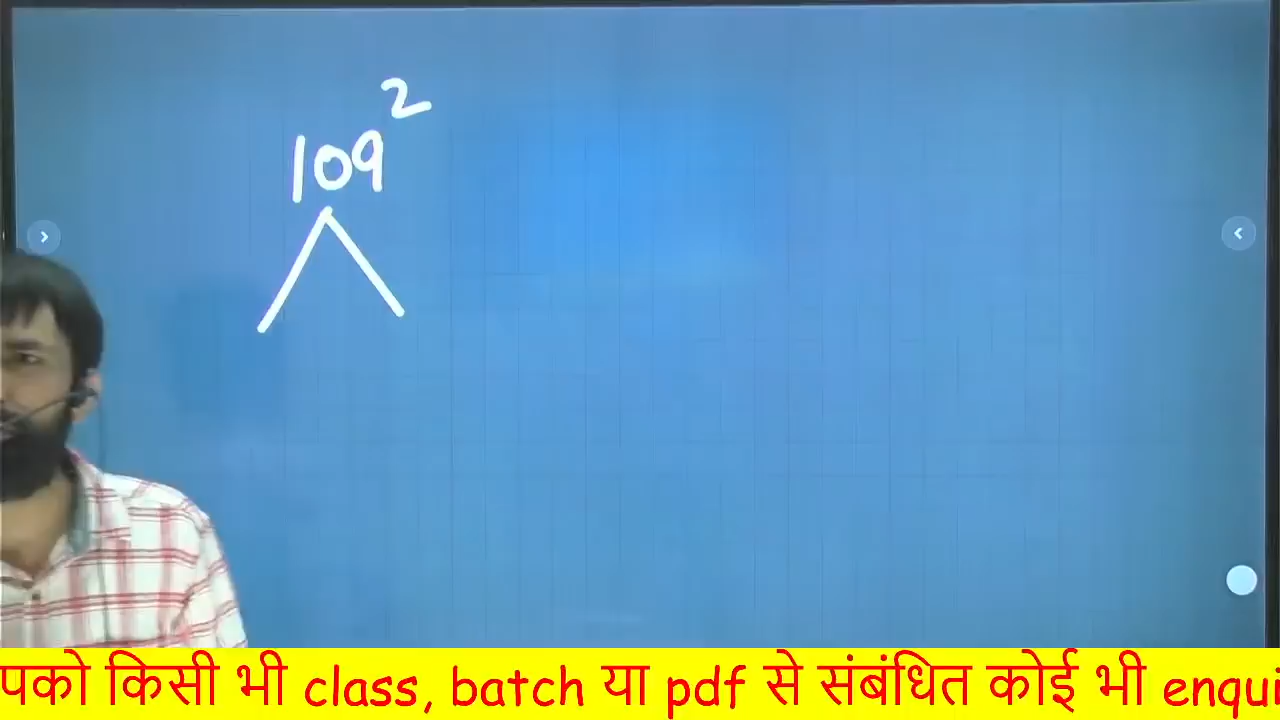 109²
पको किसी भी class, batch या pdf से संबंधित कोई भी enqui